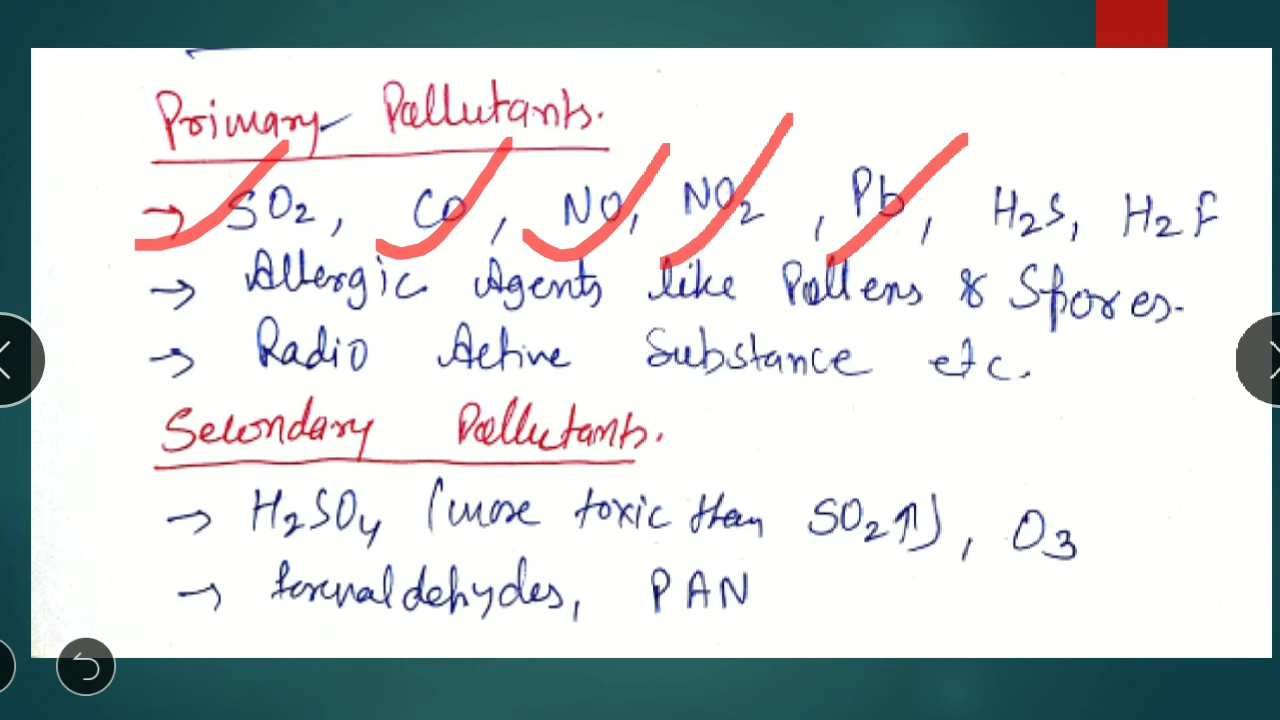 Primary Pollutants.
→ SO2, CO, NO, NO2, Pb, H2S, H2F
→ Allergic Agents like Pollens & Spores.
→ Radio Active Substance etc.
Secondary Pollutants.
→ H2SO4 (more toxic than SO2↑), O3
→ formaldehydes, PAN